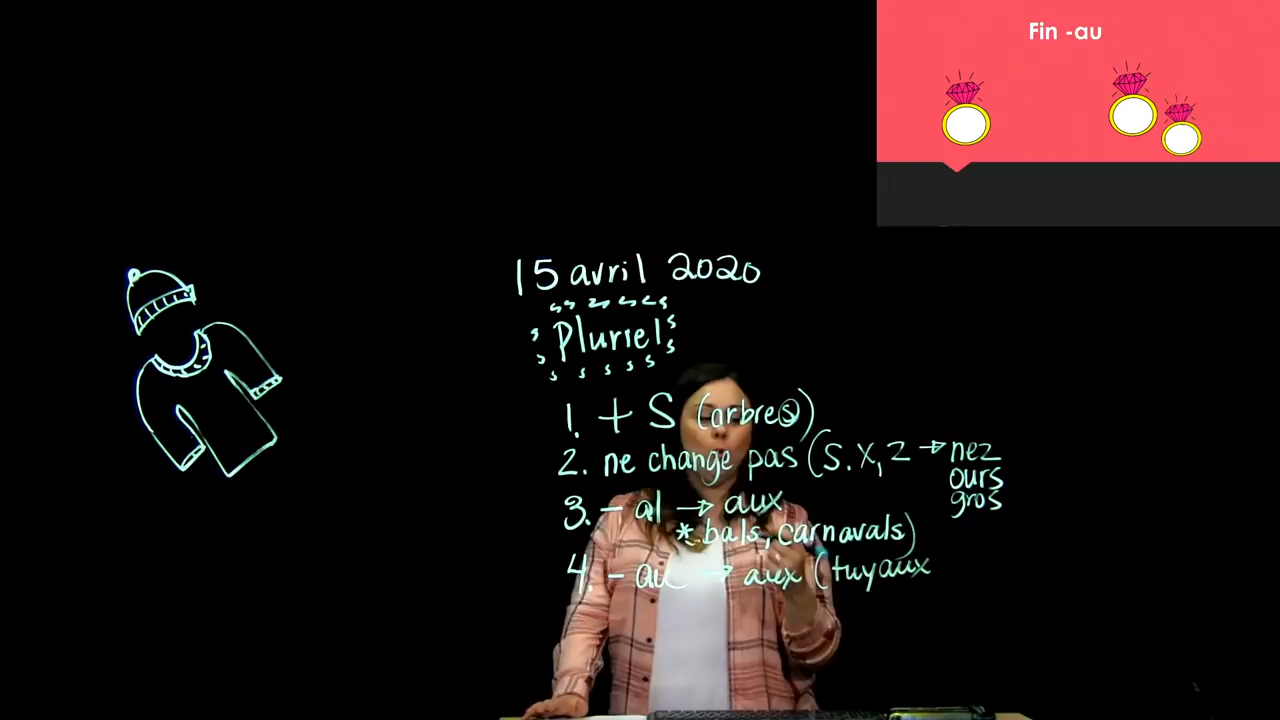 Fin -au
15 avril 2020
Pluriel
1. + S (arbres)
2. ne change pas (S. X, Z → nez
ours
gros
3. - al → aux
* bals, carnavals)
4. - au → aux (tuyaux